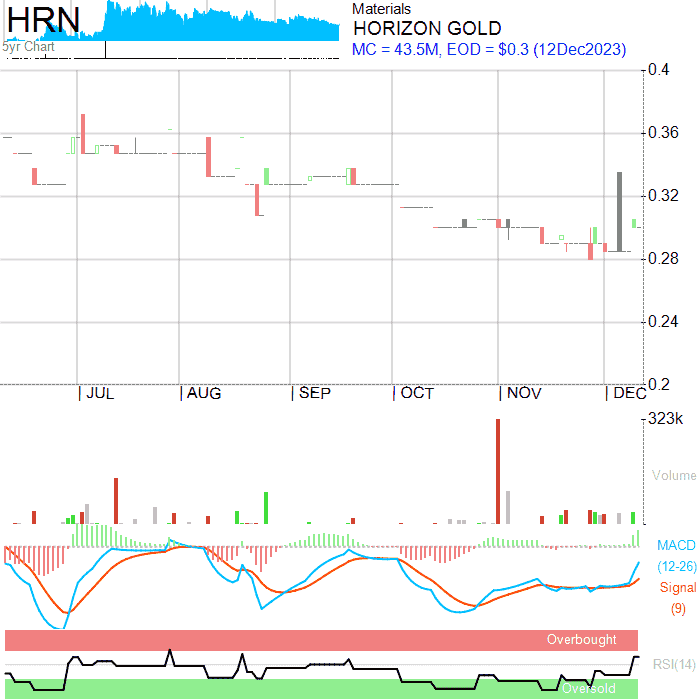 HRN
5yr Chart
Materials
HORIZON GOLD
MC = 43.5M, EOD = $0.3 (12Dec2023)
0.4
0.36
0.32
0.28
0.24
0.2
JUL
AUG
SEP
OCT
NOV
DEC
323k
Volume
MACD
(12-26)
Signal
(9)
Overbought
RSI(14)
Oversold